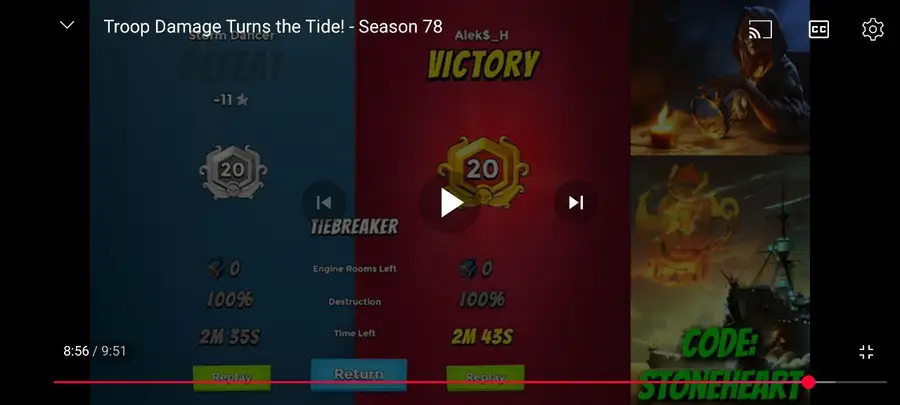 Troop Damage Turns the Tide! - Season 78
CC
Storm Dancer
Alek$_H
DEFEAT
VICTORY
-11
20
20
TIEBREAKER
0
Engine Rooms Left
0
100%
Destruction
100%
2M 35S
Time Left
2M 43S
8:56 / 9:51
Replay
Return
Replay
CODE:
STONEHEART